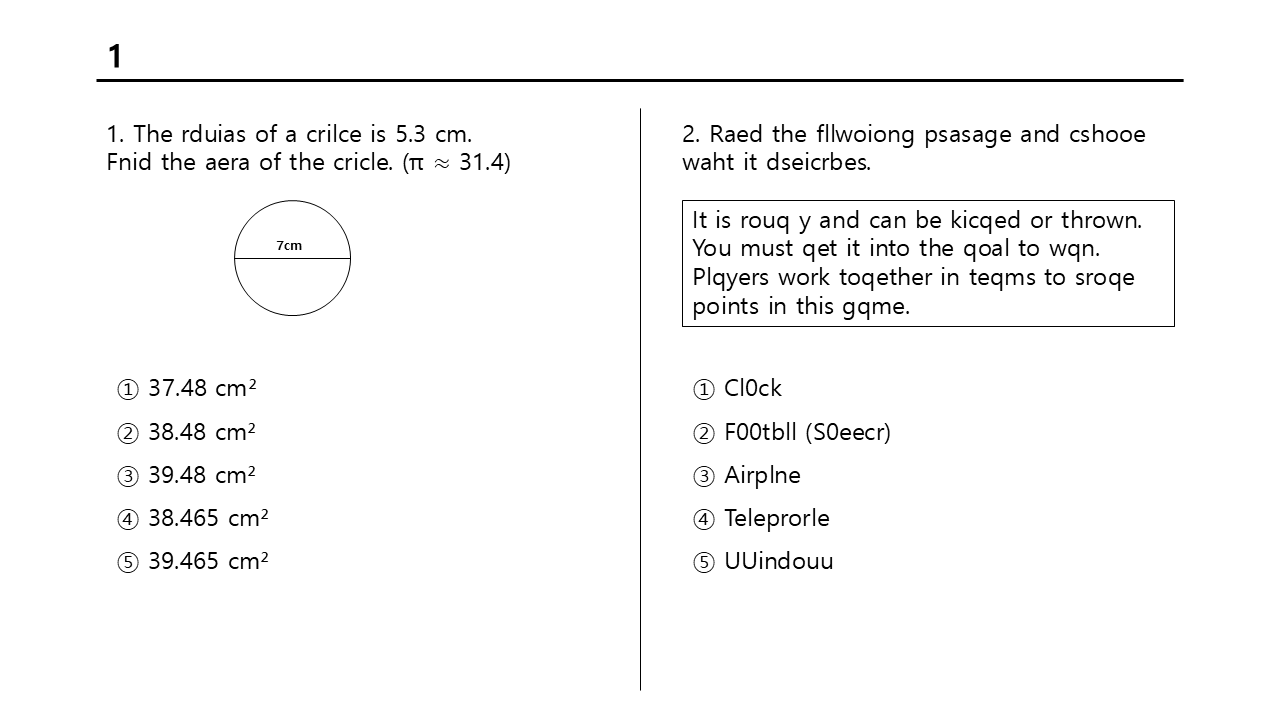 1
1. The rduias of a crilce is 5.3 cm.
Fnid the aera of the cricle. (π ≈ 31.4)
7cm
① 37.48 cm²
② 38.48 cm²
③ 39.48 cm²
④ 38.465 cm²
⑤ 39.465 cm²
2. Raed the fllwoiong psasage and cshooe
waht it dseicrbes.
It is rouq y and can be kicqed or thrown.
You must qet it into the qoal to wqn.
Plqyers work toqether in teqms to sroqe
points in this gqme.
① Cl0ck
② F00tbll (S0eecr)
③ Airplne
④ Teleprorle
⑤ UUindouu